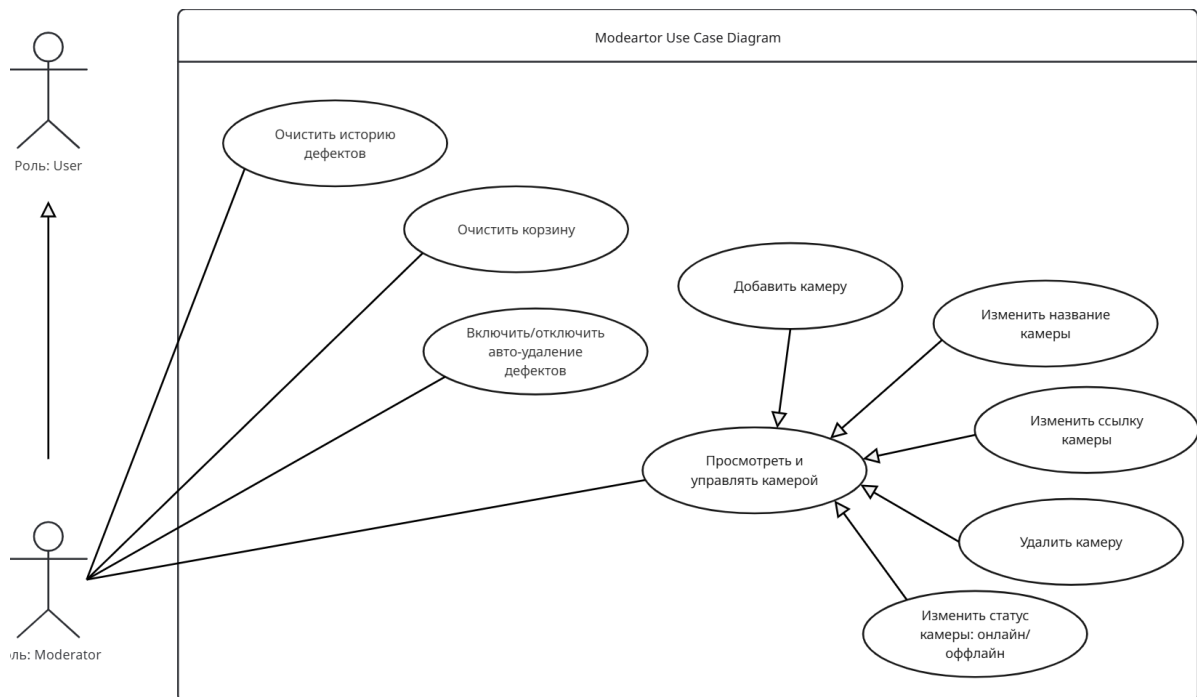 Modeartor Use Case Diagram
Роль: User
Очистить историю
дефектов
Очистить корзину
Включить/отключить
авто-удаление
дефектов
Добавить камеру
Изменить название
камеры
Изменить ссылку
камеры
Просмотреть и
управлять камерой
Удалить камеру
Изменить статус
камеры: онлайн/
оффлайн
оль: Moderator